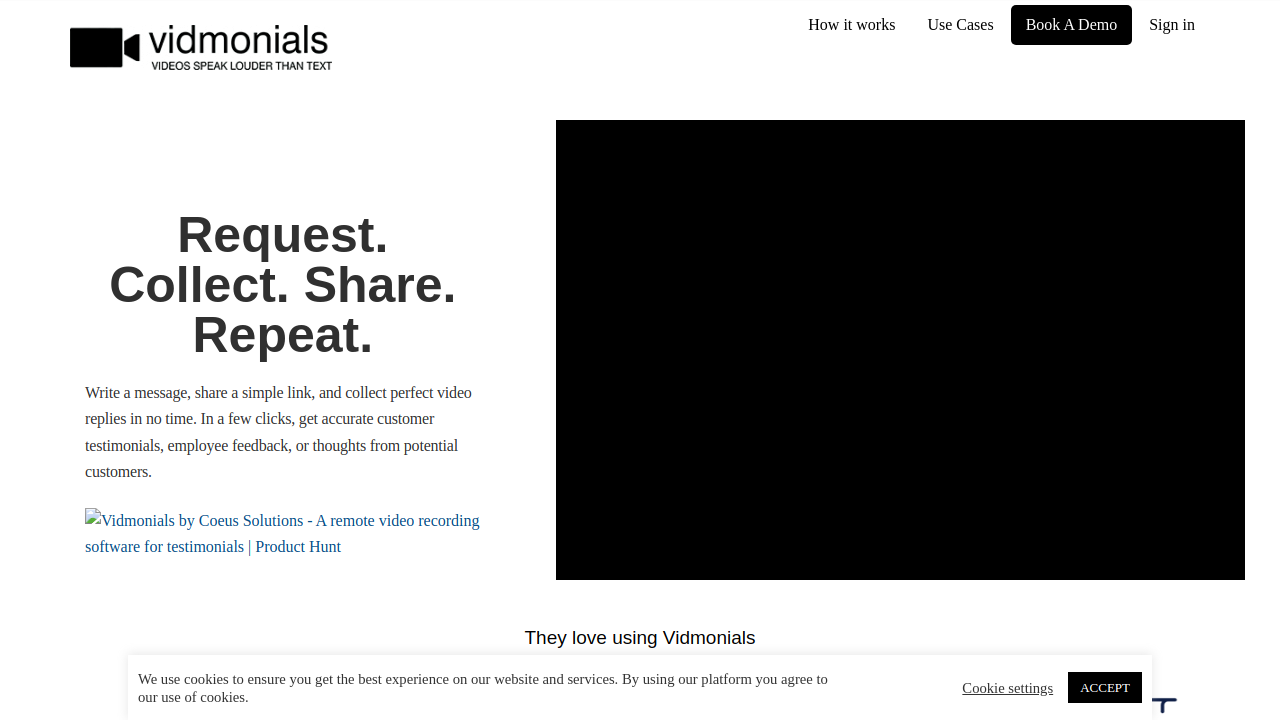 vidmonials
VIDEOS SPEAK LOUDER THAN TEXT
How it works
Use Cases
Book A Demo
Sign in
Request.
Collect. Share.
Repeat.
Write a message, share a simple link, and collect perfect video
replies in no time. In a few clicks, get accurate customer
testimonials, employee feedback, or thoughts from potential
customers.
Vidmonials by Coeus Solutions - A remote video recording
software for testimonials | Product Hunt
They love using Vidmonials
We use cookies to ensure you get the best experience on our website and services. By using our platform you agree to
our use of cookies.
Cookie settings
ACCEPT